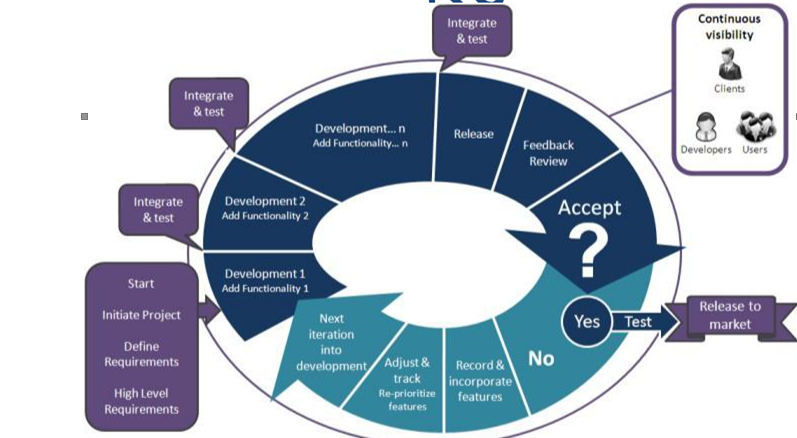 Integrate
& test
Continuous
visibility
Clients
Developers Users
Integrate
& test
Development... n
Add Functionality... n
Release
Feedback
Review
Integrate
& test
Development 2
Add Functionality 2
Accept
?
Development 1
Add Functionality 1
Start
Initiate Project
Define
Requirements
High Level
Requirements
Next
iteration
into
development
Adjust &
track
Re-prioritize
features
Record &
incorporate
features
No
Yes
Test
Release to
market